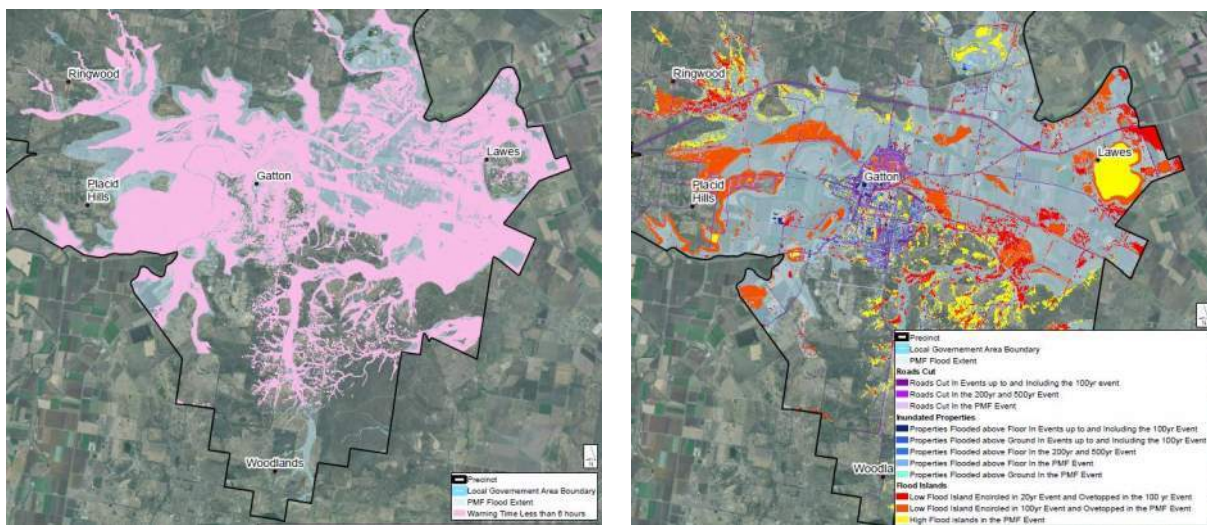 Ringwood
Placid
Hills
Gatton
Lawes
Woodlands
N
Precinct
Local Governement Area Boundary
PMF Flood Extent
Warning Time Less than 6 hours
Ringwood
Placid
Hills
Gatton
Lawes
Woodla
N
Precinct
Local Governement Area Boundary
PMF Flood Extent
Roads Cut
Roads Cut In Events up to and Including the 100yr event
Roads Cut In the 200yr and 500yr Event
Roads Cut In the PMF Event
Inundated Properties
Properties Flooded above Floor In Events up to and Including the 100yr Event
Properties Flooded above Ground In Events up to and Including the 100yr Event
Properties Flooded above Floor In the 200yr and 500yr Event
Properties Flooded above Floor In the PMF Event
Properties Flooded above Ground In the PMF Event
Flood Islands
Low Flood Island Encircled in 20yr Event and Ovetopped in the 100 yr Event
Low Flood Island Encircled in 100yr Event and Ovetopped in the PMF Event
High Flood islands in the PMF Event